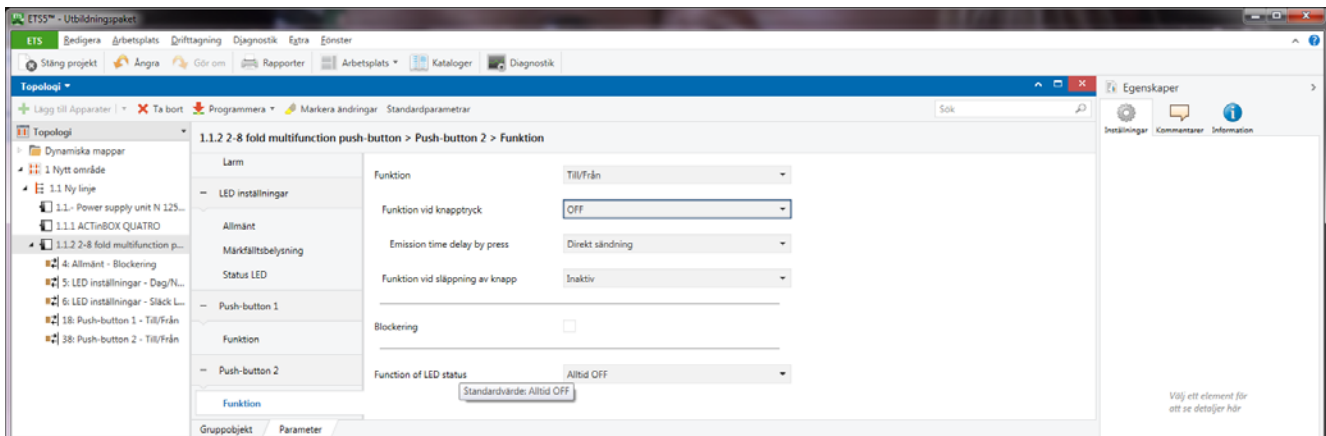 ETS5™ - Utbildningspaket
ETS Redigera Arbetsplats Drifttagning Djagnostik Extra Fönster
Stäng projekt Ångra Gör om Rapporter Arbetsplats Kataloger Diagnostik
Topologi
Lägg till Apparater Ta bort Programmera Markera ändringar Standardparametrar Sök
Topologi
Dynamiska mappar
1 Nytt område
1.1 Ny linje
1.1.- Power supply unit N 125...
1.1.1 ACTinBOX QUATRO
1.1.2 2-8 fold multifunction p...
4: Allmänt - Blockering
5: LED inställningar - Dag/N...
6: LED inställningar - Släck L...
18: Push-button 1 - Till/Från
38: Push-button 2 - Till/Från
1.1.2 2-8 fold multifunction push-button > Push-button 2 > Funktion
Larm
LED inställningar
Allmänt
Märkfälltsbelysning
Status LED
Push-button 1
Funktion
Push-button 2
Funktion
Funktion Till/Från
Funktion vid knapptryck OFF
Emission time delay by press Direkt sändning
Funktion vid släppning av knapp Inaktiv
Blockering
Function of LED status Alltid OFF
Standardvärde: Alltid OFF
Gruppobjekt Parameter
Egenskaper
Inställningar Kommentarer Information
Välj ett element för
att se detaljer här